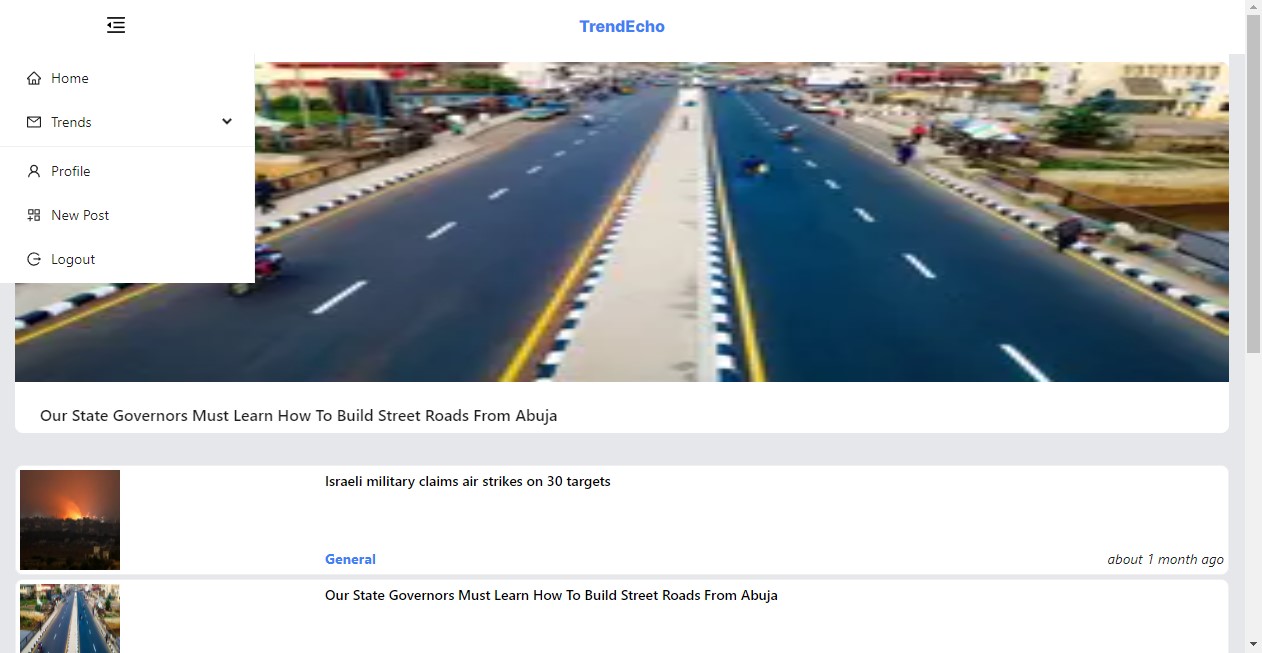 TrendEcho
Home
Trends
Profile
New Post
Logout
Our State Governors Must Learn How To Build Street Roads From Abuja
Israeli military claims air strikes on 30 targets
General
about 1 month ago
Our State Governors Must Learn How To Build Street Roads From Abuja